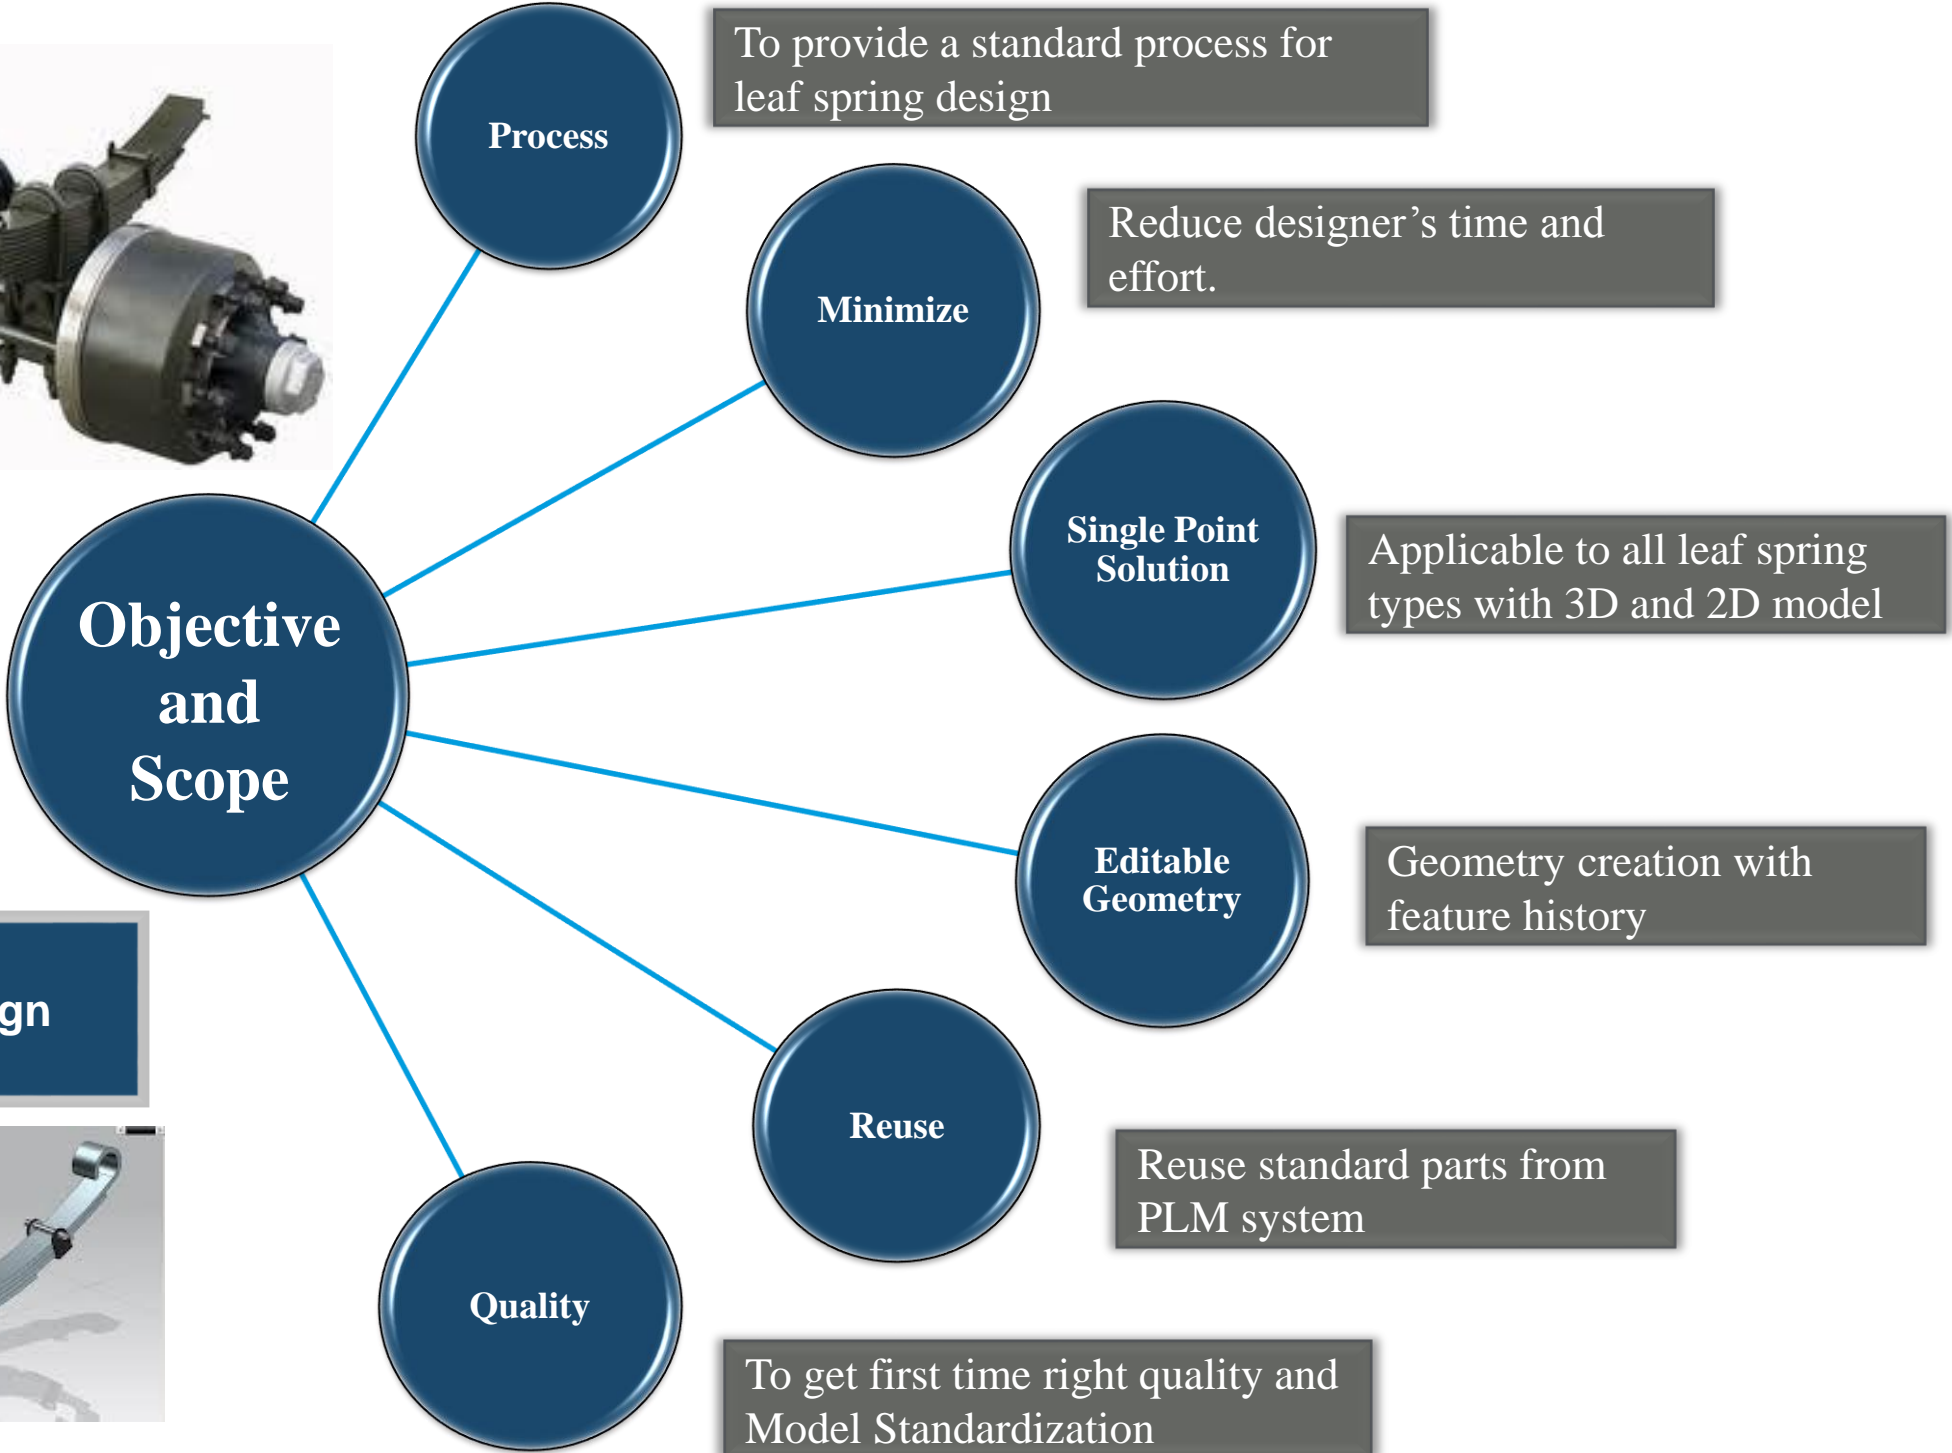 Process
To provide a standard process for
leaf spring design
Minimize
Reduce designer’s time and
effort.
Single Point
Solution
Applicable to all leaf spring
types with 3D and 2D model
Objective
and
Scope
Editable
Geometry
Geometry creation with
feature history
gn
Reuse
Reuse standard parts from
PLM system
Quality
To get first time right quality and
Model Standardization